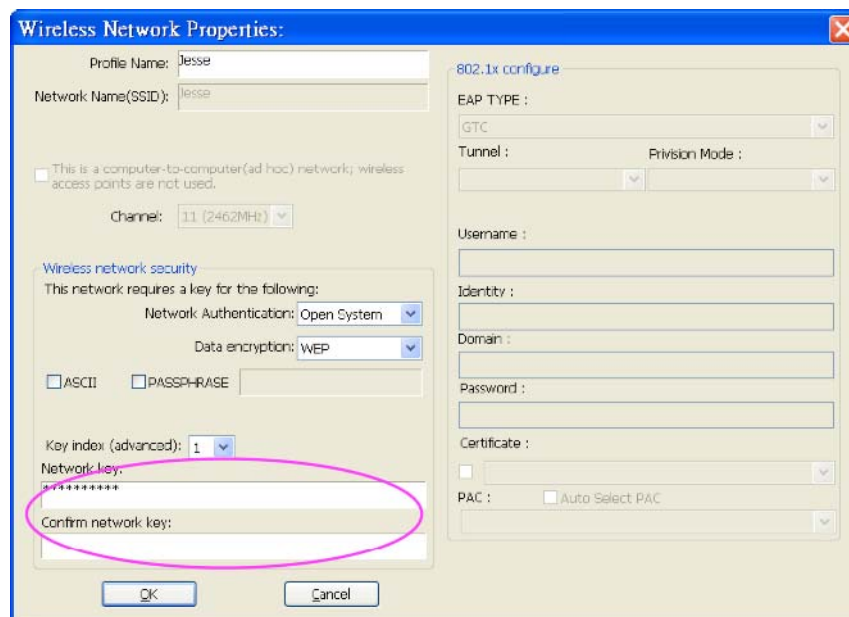 Wireless Network Properties:
Profile Name: Jesse
Network Name(SSID): Jesse
This is a computer-to-computer(ad hoc) network; wireless
access points are not used.
Channel: 11 (2462MHz)
Wireless network security
This network requires a key for the following:
Network Authentication: Open System
Data encryption: WEP
ASCII PASSPHRASE
Key index (advanced): 1
Network key:
**********
Confirm network key:
OK Cancel
802.1x configure
EAP TYPE :
GTC
Tunnel : Privision Mode :
Username :
Identity :
Domain :
Password :
Certificate :
PAC : Auto Select PAC